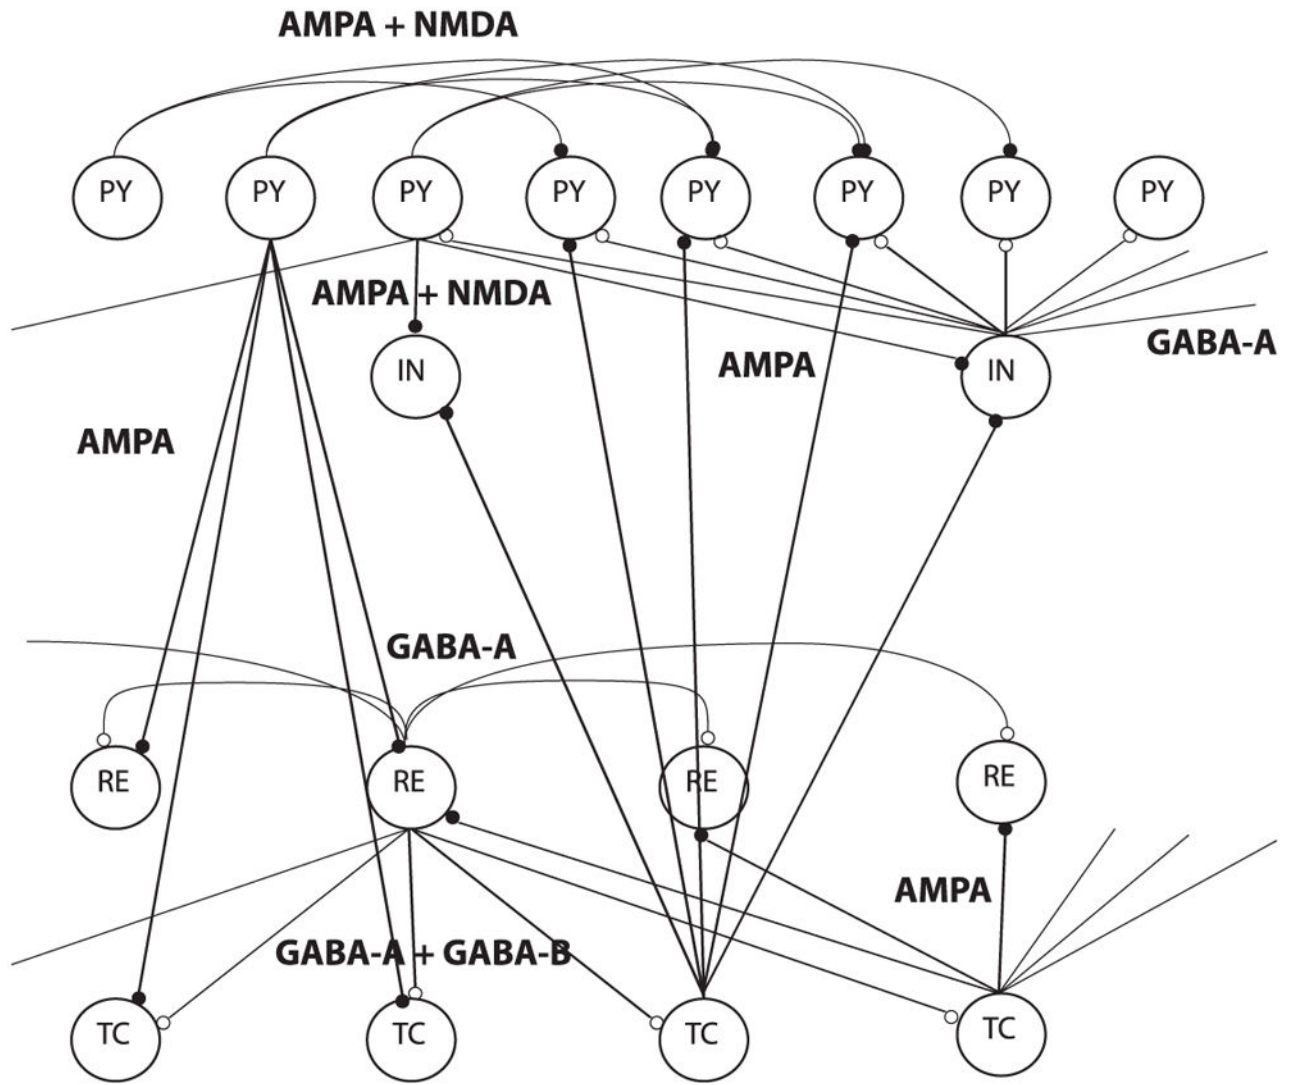 AMPA + NMDA
PY PY PY PY PY PY PY PY
AMPA + NMDA
GABA-A
AMPA
IN IN
AMPA
GABA-A
RE RE RE RE
AMPA
GABA-A + GABA-B
TC TC TC TC